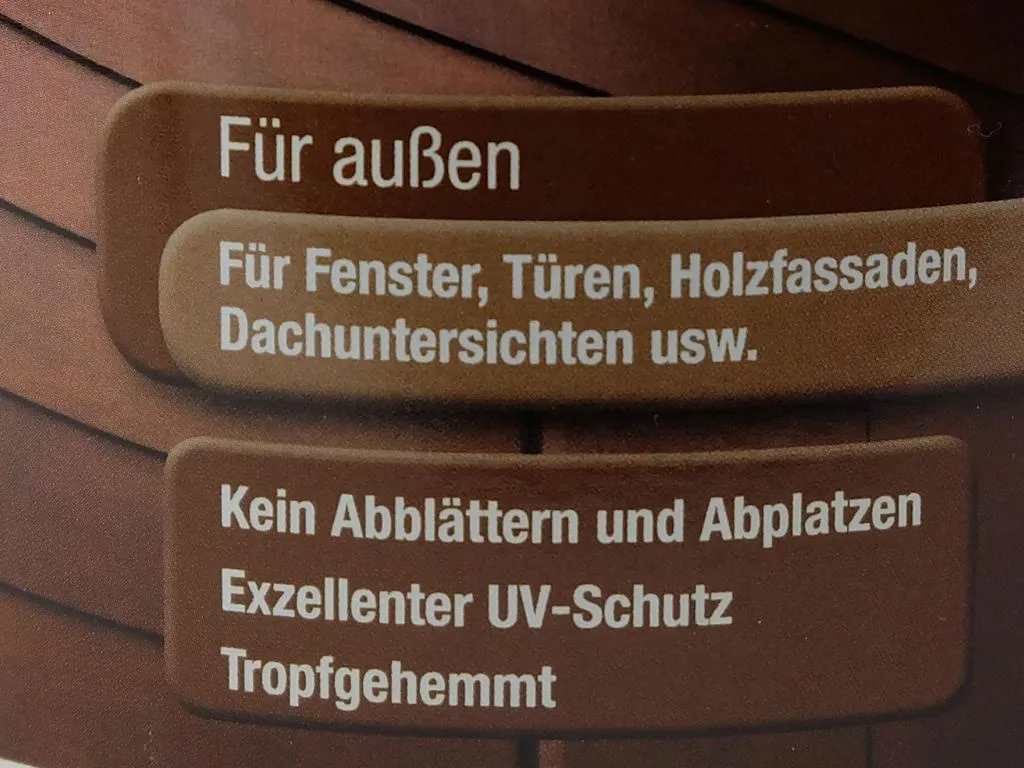 Für außen
Für Fenster, Türen, Holzfassaden,
Dachuntersichten usw.
Kein Abblättern und Abplatzen
Exzellenter UV-Schutz
Tropfgehemmt